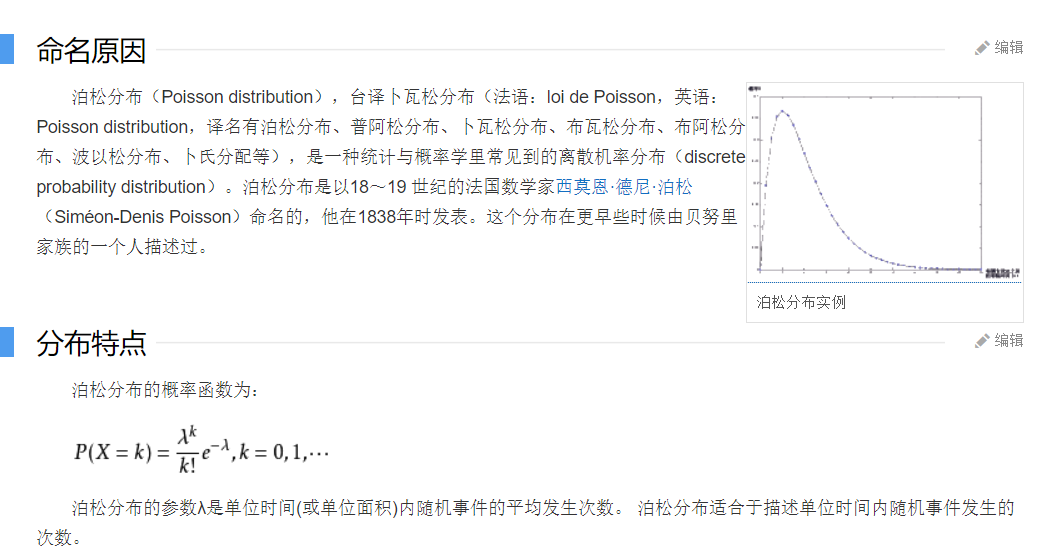 命名原因
编辑
泊松分布（Poisson distribution），台译卜瓦松分布（法语：loi de Poisson，英语：
Poisson distribution，译名有泊松分布、普阿松分布、卜瓦松分布、布瓦松分布、布阿松分
布、波以松分布、卜氏分配等），是一种统计与概率学里常见到的离散机率分布（discrete
probability distribution）。泊松分布是以18～19 世纪的法国数学家西莫恩·德尼·泊松
（Siméon-Denis Poisson）命名的，他在1838年时发表。这个分布在更早些时候由贝努里
家族的一个人描述过。
泊松分布实例
分布特点
编辑
泊松分布的概率函数为：
P(X = k) = λ^k/k! e^−λ, k = 0,1,⋯
泊松分布的参数λ是单位时间(或单位面积)内随机事件的平均发生次数。 泊松分布适合于描述单位时间内随机事件发生的
次数。